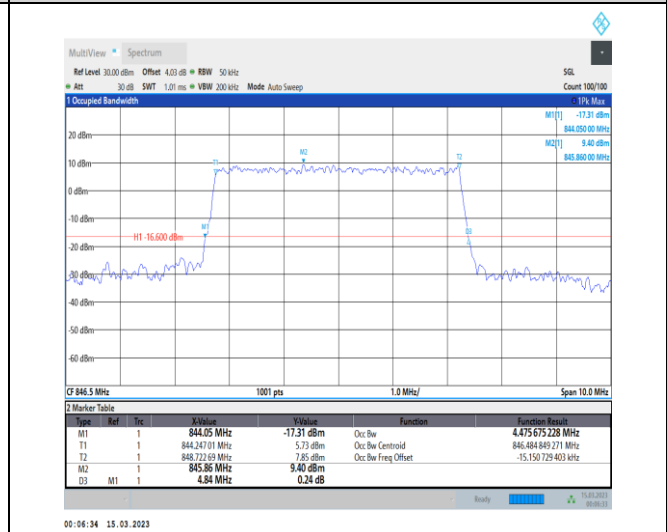 MultiView Spectrum
Ref Level 30.00 dBm Offset 4.03 dB RBW 50 kHz SGL
Att 30 dB SWT 1.01 ms VBW 200 kHz Mode Auto Sweep Count 100/100
1 Occupied Bandwidth 1Pk Max
M1[1] -17.31 dBm
844.050 00 MHz
M2[1] 9.40 dBm
845.860 00 MHz
20 dBm
10 dBm
0 dBm
-10 dBm
-20 dBm
-30 dBm
-40 dBm
-50 dBm
-60 dBm
T1
M2
T2
M1
D3
H1 -16.600 dBm
CF 846.5 MHz 1001 pts 1.0 MHz/ Span 10.0 MHz
2 Marker Table
Type Ref Trc X-Value Y-Value Function Function Result
M1 1 844.05 MHz -17.31 dBm Occ Bw 4.475 675 228 MHz
T1 1 844.247 01 MHz 5.73 dBm Occ Bw Centroid 846.484 849 271 MHz
T2 1 848.722 69 MHz 7.85 dBm Occ Bw Freq Offset -15.150 729 403 kHz
M2 1 845.86 MHz 9.40 dBm
D3 M1 1 4.84 MHz 0.24 dB
Ready 15.03.2023
00:06:33
00:06:34 15.03.2023